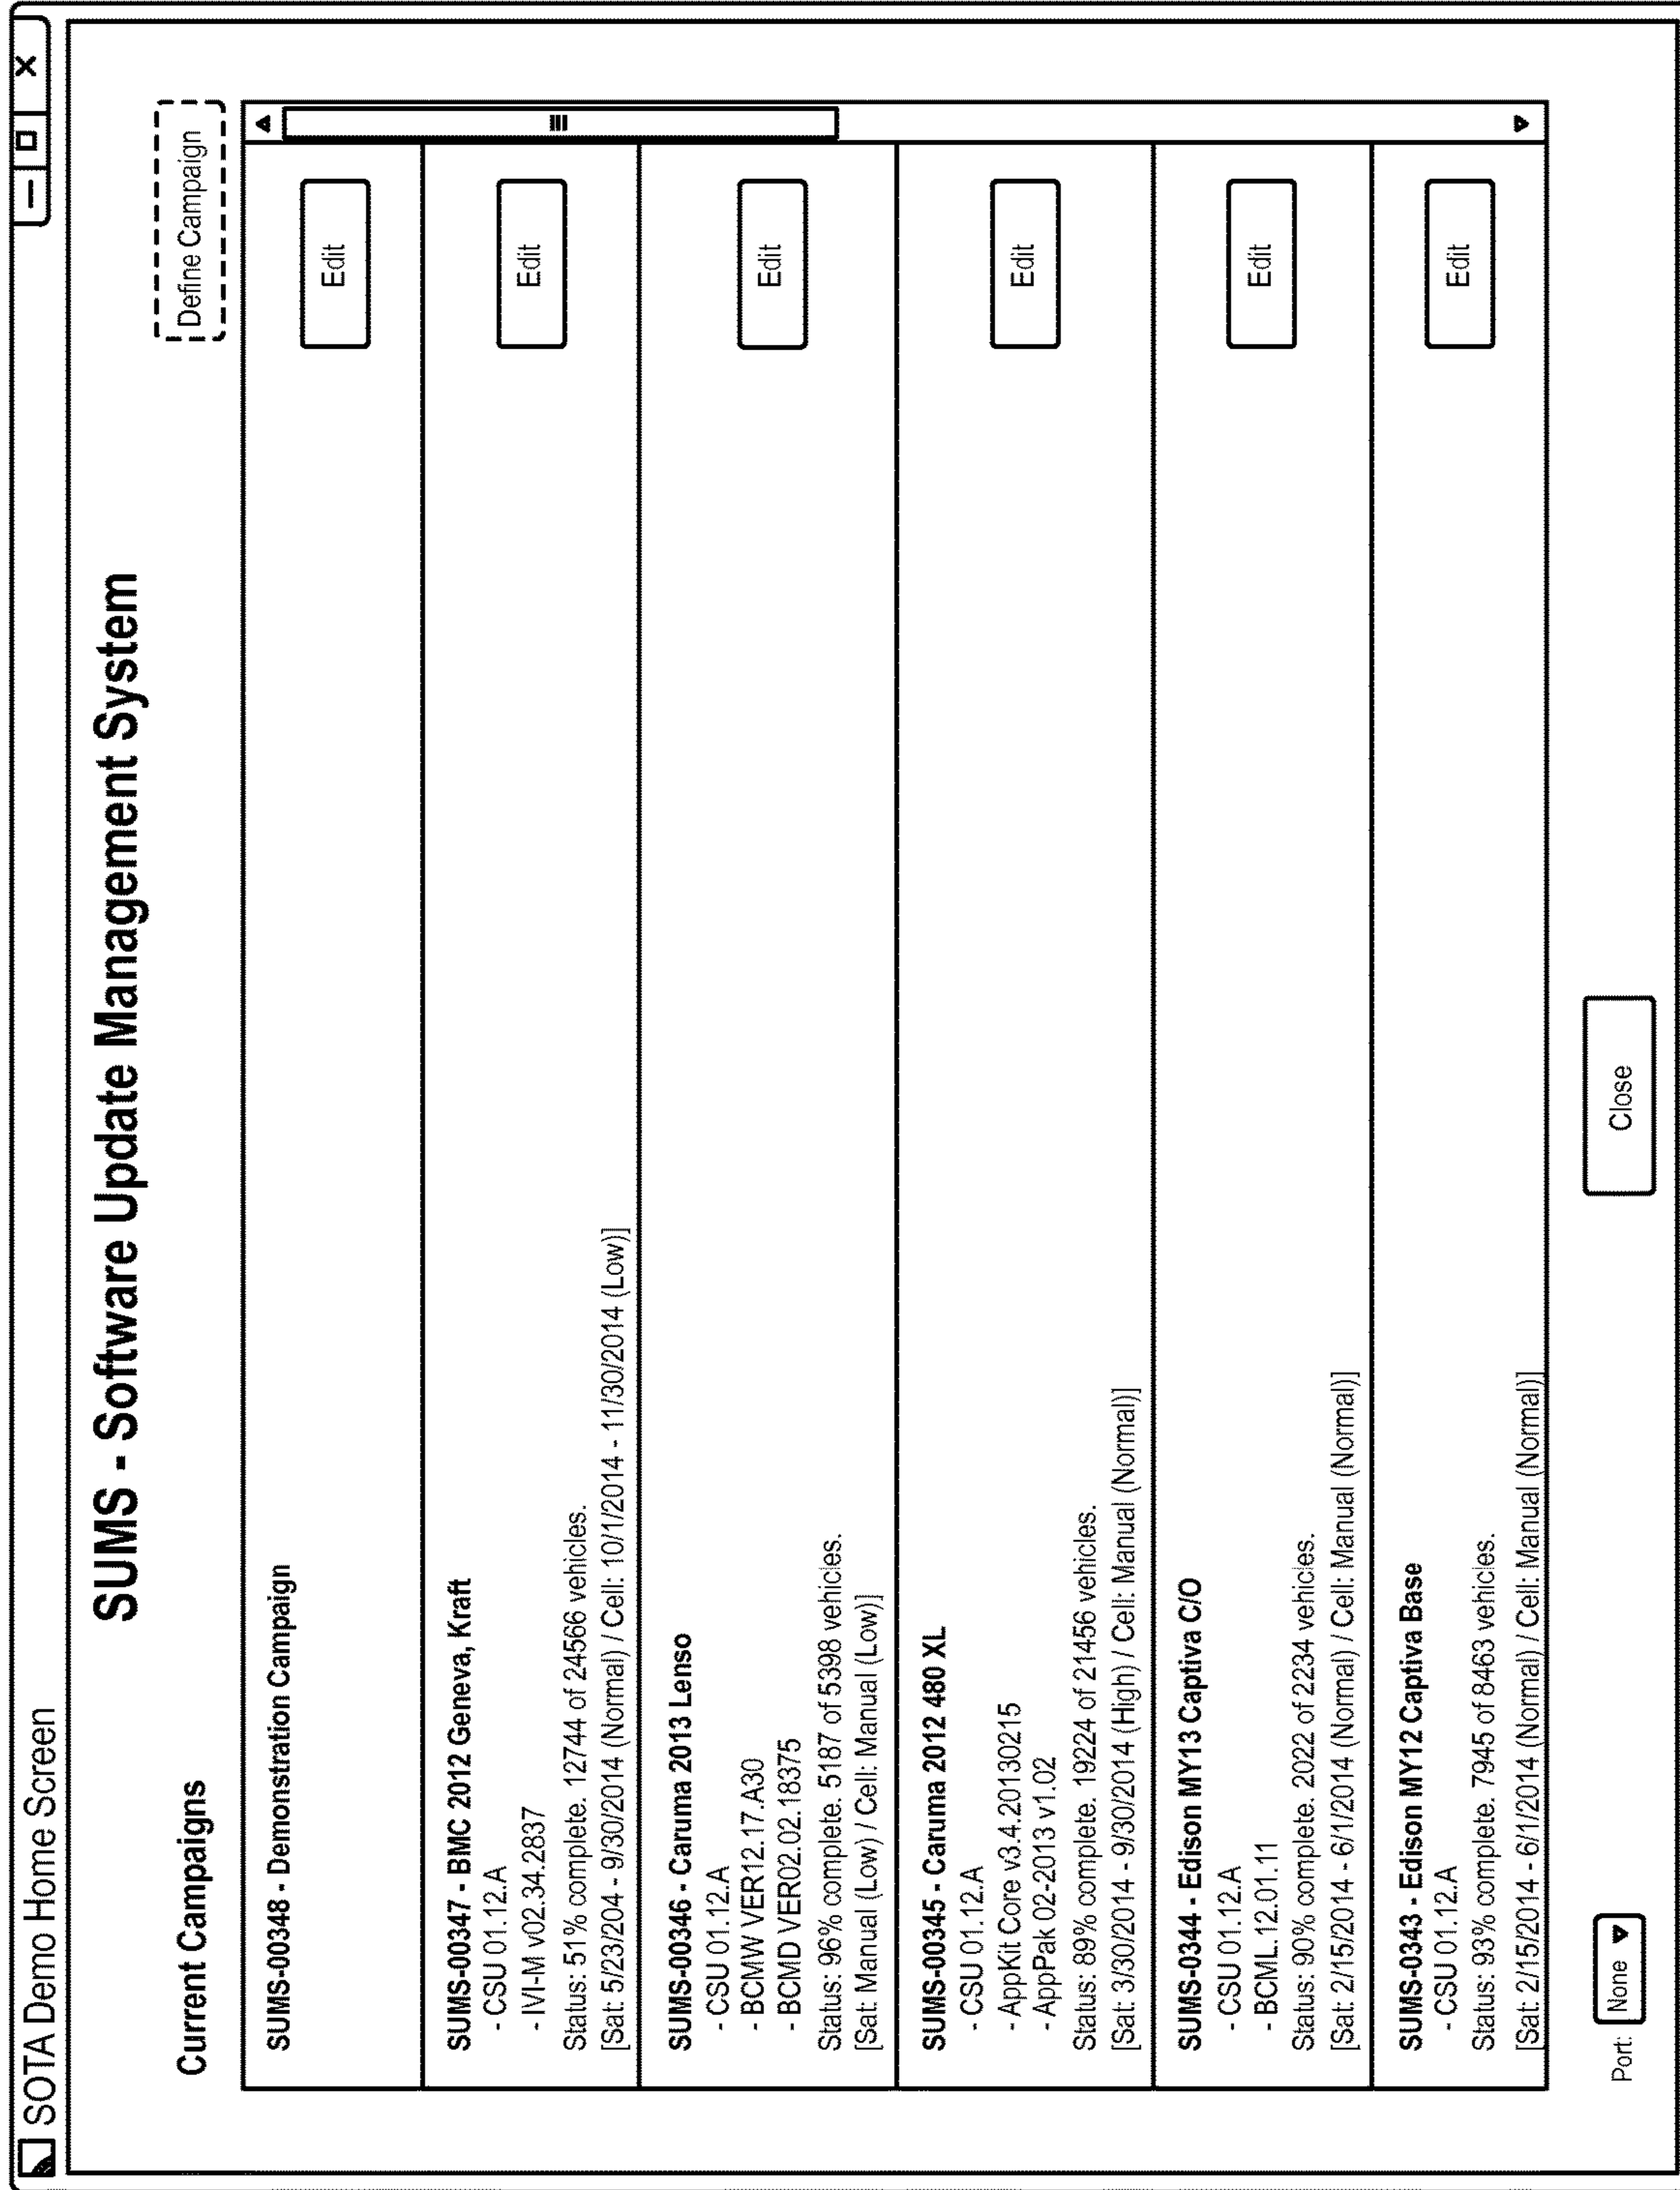 SOTA Demo Home Screen
SUMS - Software Update Management System
Current Campaigns
Define Campaign
SUMS-00348 - Demonstration Campaign
Edit
SUMS-00347 - BMC 2012 Geneva, Kraft
- CSU 01.12.A
- IVI-M v02.34.2837
Status: 51% complete. 12744 of 24566 vehicles.
[Sat: 5/23/204 - 9/30/2014 (Normal) / Cell: 10/1/2014 - 11/30/2014 (Low)]
Edit
SUMS-00346 - Caruma 2013 Lenso
- CSU 01.12.A
- BCMW VER12.17.A30
- BCMD VER02.02.18375
Status: 96% complete. 5187 of 5398 vehicles.
[Sat: Manual (Low) / Cell: Manual (Low)]
Edit
SUMS-00345 - Caruma 2012 480 XL
- CSU 01.12.A
- AppKit Core v3.4.20130215
- AppPak 02-2013 v1.02
Status: 89% complete. 19224 of 21456 vehicles.
[Sat: 3/30/2014 - 9/30/2014 (High) / Cell: Manual (Normal)]
Edit
SUMS-0344 - Edison MY13 Captiva C/O
- CSU 01.12.A
- BCML.12.01.11
Status: 90% complete. 2022 of 2234 vehicles.
[Sat: 2/15/2014 - 6/1/2014 (Normal) / Cell: Manual (Normal)]
Edit
SUMS-0343 - Edison MY12 Captiva Base
- CSU 01.12.A
Status: 93% complete. 7945 of 8463 vehicles.
[Sat: 2/15/2014 - 6/1/2014 (Normal) / Cell: Manual (Normal)]
Edit
Port: None
Close